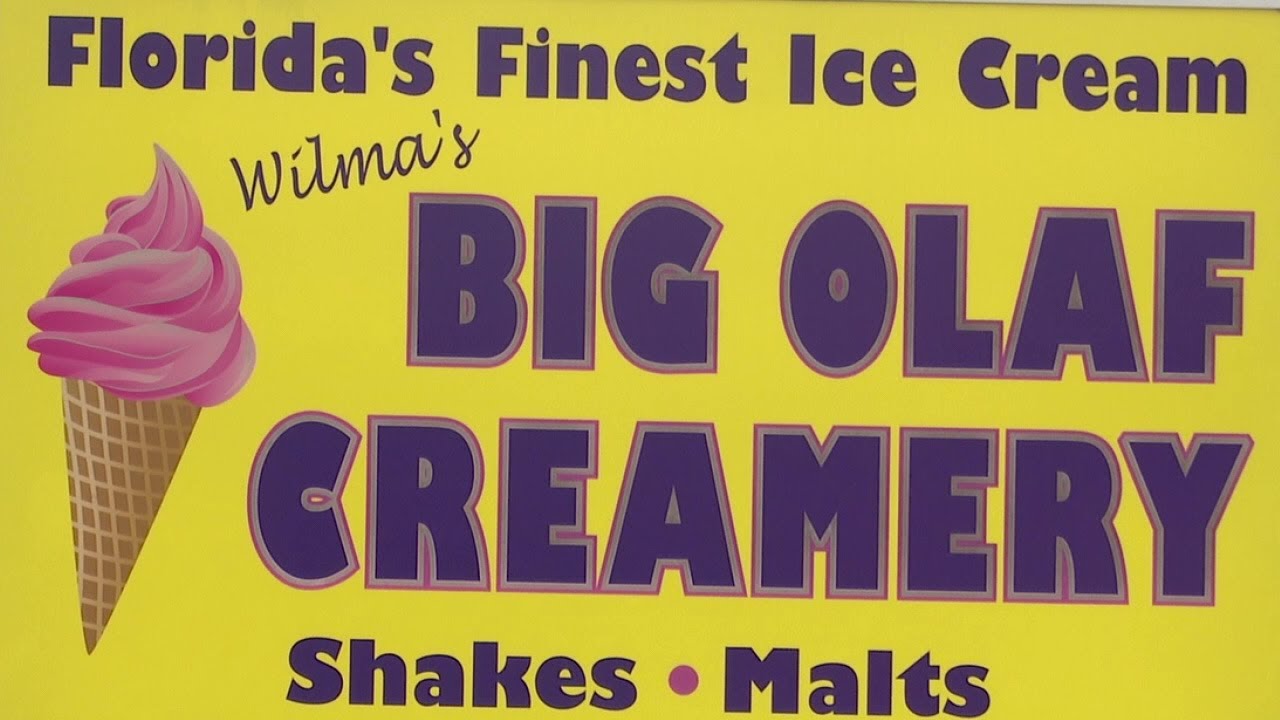 Florida's Finest Ice Cream
Wilma's
BIG OLAF
CREAMERY
Shakes • Malts